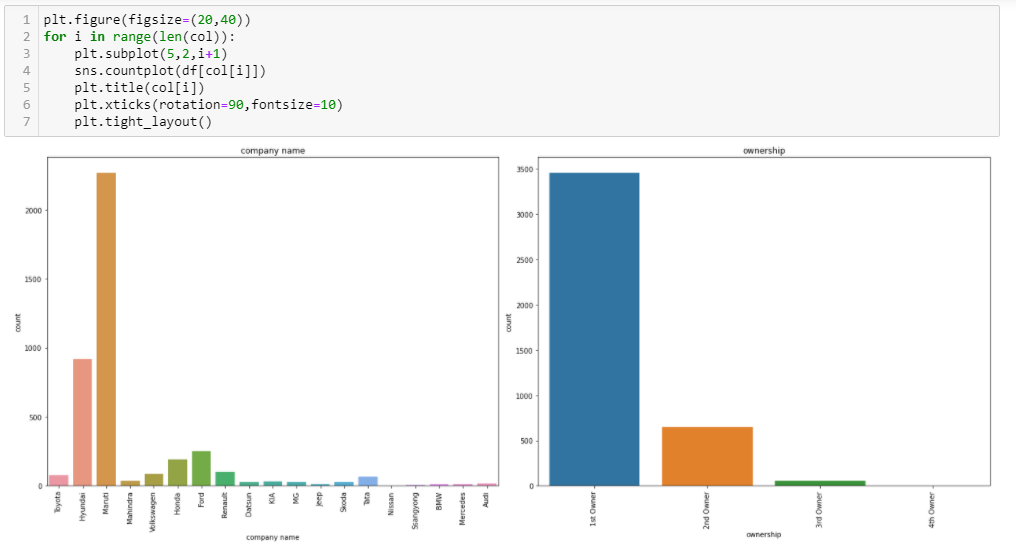 1 plt.figure(figsize=(20,40))
2 for i in range(len(col)):
3 plt.subplot(5,2,i+1)
4 sns.countplot(df[col[i]])
5 plt.title(col[i])
6 plt.xticks(rotation=90,fontsize=10)
7 plt.tight_layout()
company name
2000
1500
1000
500
0
count
Toyota
Hyundai
Maruti
Mahindra
Volkswagen
Honda
Ford
Renault
Datsun
KIA
MG
Jeep
Skoda
Tata
Nissan
Ssangyong
BMW
Mercedes
Audi
company name
ownership
3500
3000
2500
2000
1500
1000
500
0
count
1st Owner
2nd Owner
3rd Owner
4th Owner
ownership